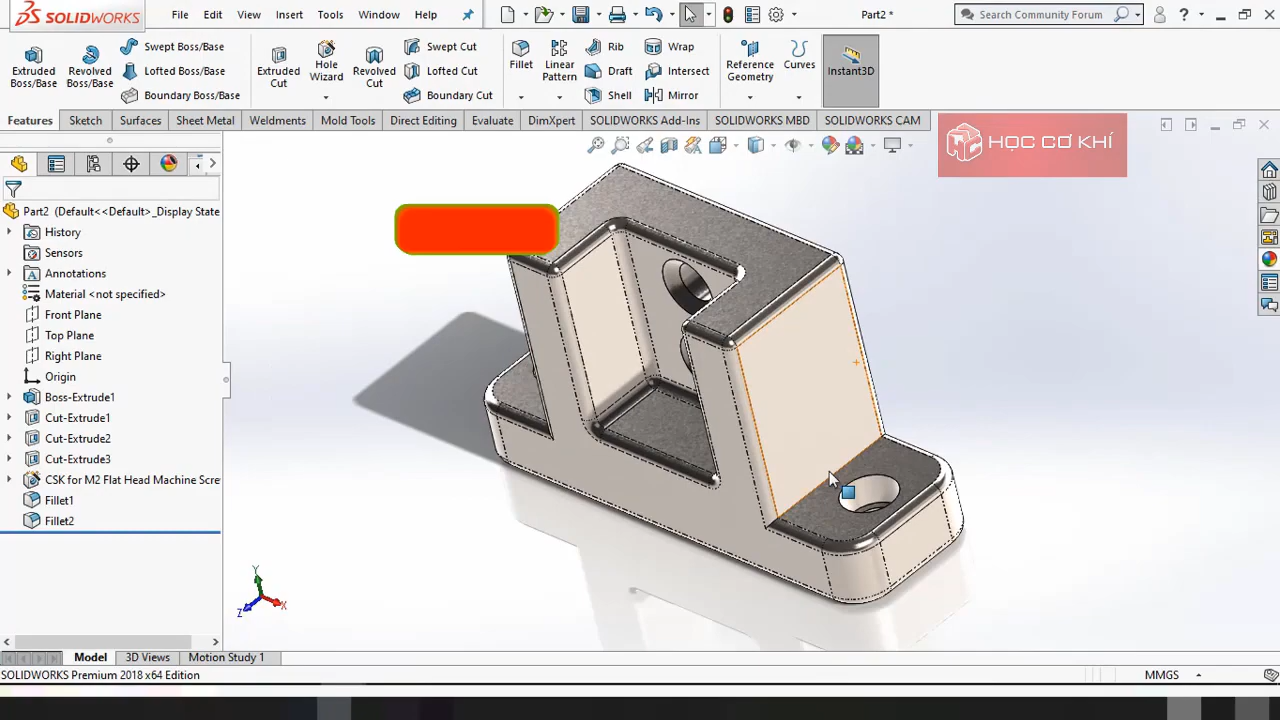 SOLIDWORKS File Edit View Insert Tools Window Help Part2 * Search Community Forum ?
Extruded Boss/Base
Revolved Boss/Base
Swept Boss/Base
Lofted Boss/Base
Boundary Boss/Base
Extruded Cut
Hole Wizard
Revolved Cut
Swept Cut
Lofted Cut
Boundary Cut
Fillet
Linear Pattern
Rib
Draft
Shell
Wrap
Intersect
Mirror
Reference Geometry
Curves
Instant3D
Features Sketch Surfaces Sheet Metal Weldments Mold Tools Direct Editing Evaluate DimXpert SOLIDWORKS Add-Ins SOLIDWORKS MBD SOLIDWORKS CAM
HỌC CƠ KHÍ
Part2 (Default<<Default>_Display State
History
Sensors
Annotations
Material <not specified>
Front Plane
Top Plane
Right Plane
Origin
Boss-Extrude1
Cut-Extrude1
Cut-Extrude2
Cut-Extrude3
CSK for M2 Flat Head Machine Scre
Fillet1
Fillet2
Y
Z
X
Model 3D Views Motion Study 1
SOLIDWORKS Premium 2018 x64 Edition MMGS